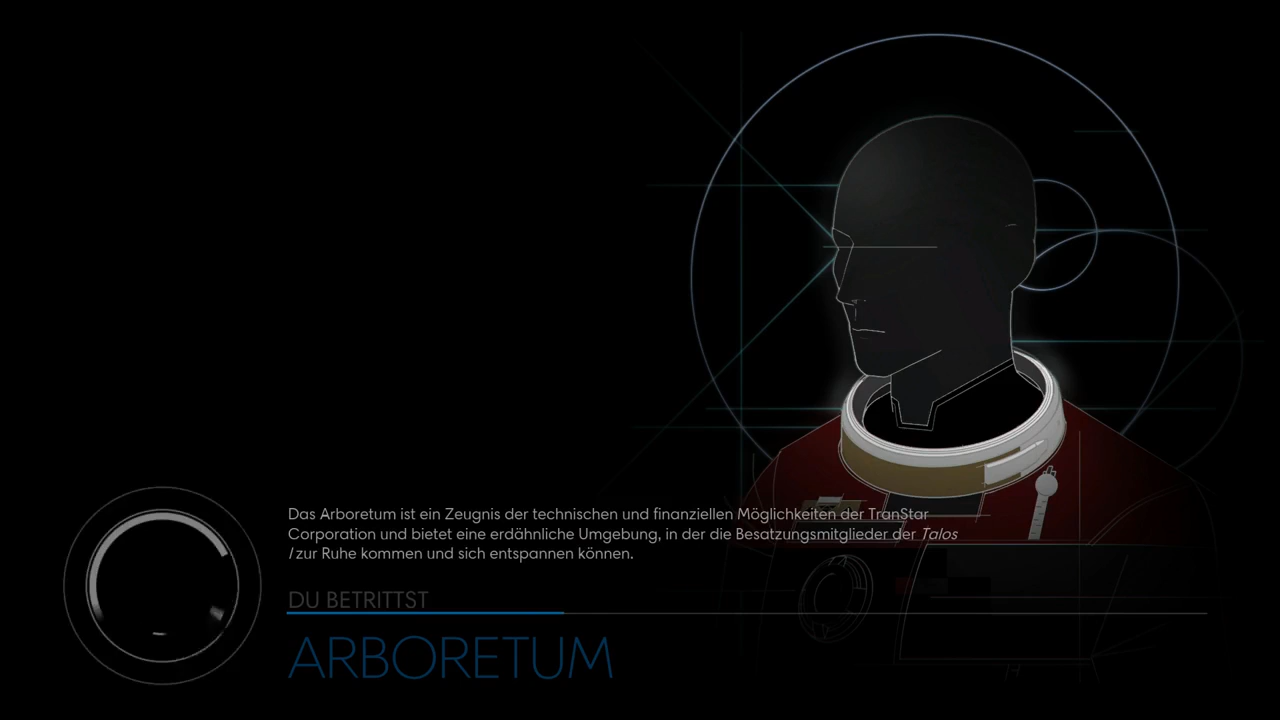 Das Arboretum ist ein Zeugnis der technischen und finanziellen Möglichkeiten der TranStar
Corporation und bietet eine erdähnliche Umgebung, in der die Besatzungsmitglieder der Talos
I zur Ruhe kommen und sich entspannen können.
DU BETRITTST
ARBORETUM